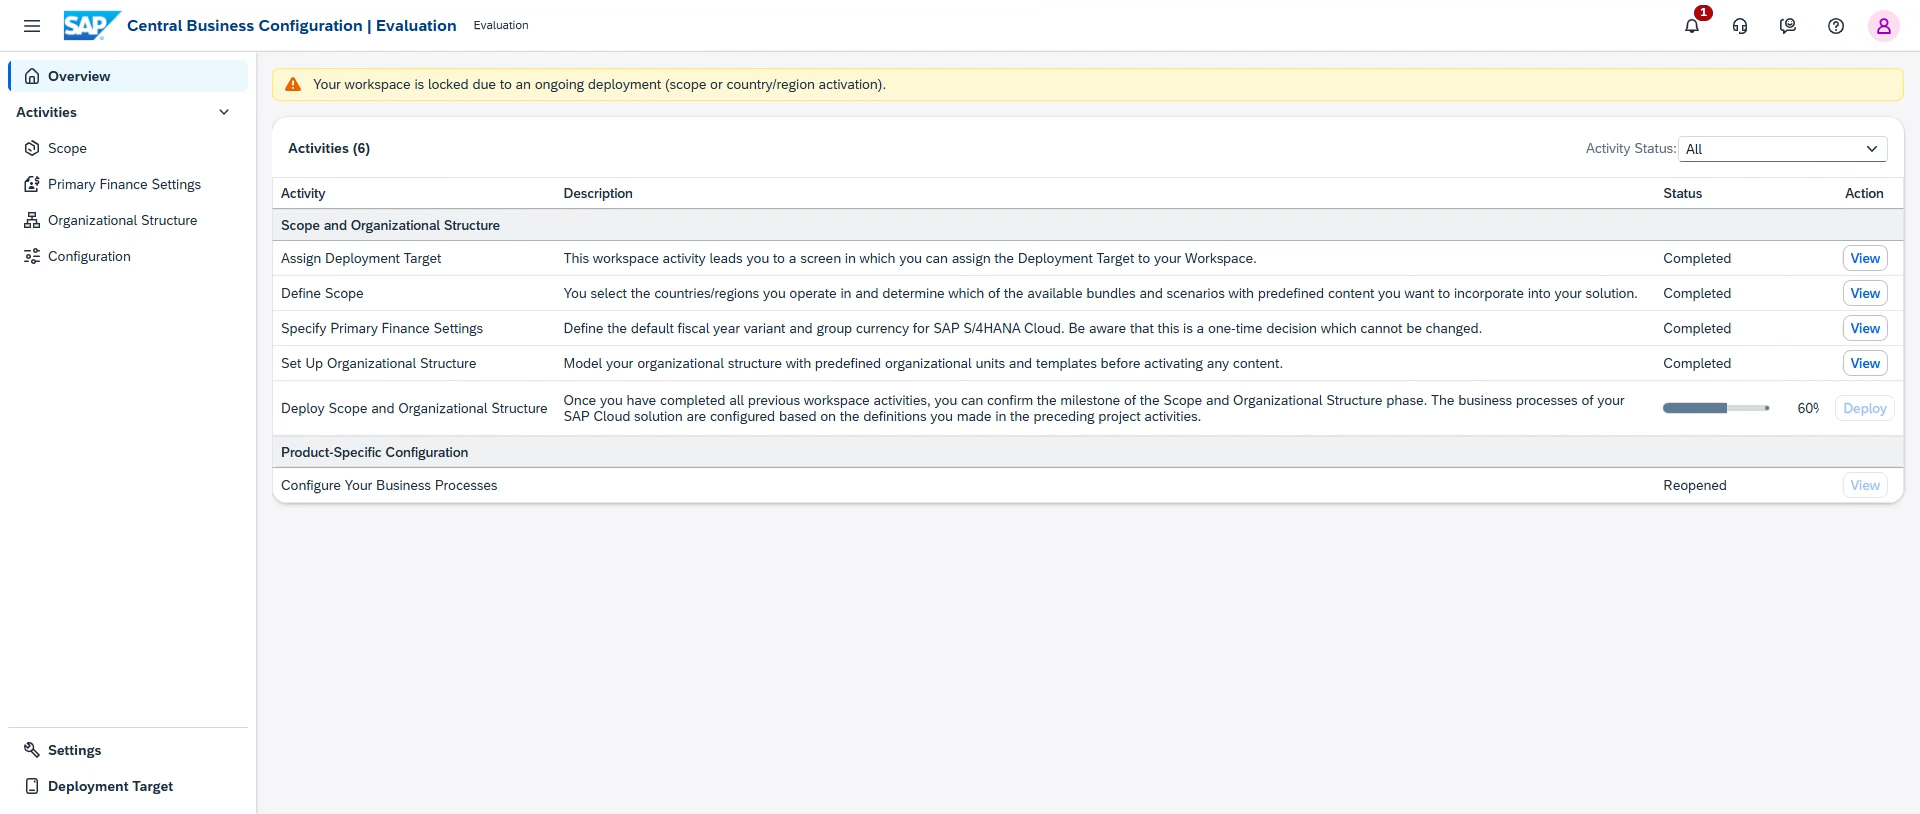 SAP Central Business Configuration | Evaluation Evaluation 1
Overview
Activities
Scope
Primary Finance Settings
Organizational Structure
Configuration
Settings
Deployment Target
Your workspace is locked due to an ongoing deployment (scope or country/region activation).
Activities (6) Activity Status: All
Activity Description Status Action
Scope and Organizational Structure
Assign Deployment Target This workspace activity leads you to a screen in which you can assign the Deployment Target to your Workspace. Completed View
Define Scope You select the countries/regions you operate in and determine which of the available bundles and scenarios with predefined content you want to incorporate into your solution. Completed View
Specify Primary Finance Settings Define the default fiscal year variant and group currency for SAP S/4HANA Cloud. Be aware that this is a one-time decision which cannot be changed. Completed View
Set Up Organizational Structure Model your organizational structure with predefined organizational units and templates before activating any content. Completed View
Deploy Scope and Organizational Structure Once you have completed all previous workspace activities, you can confirm the milestone of the Scope and Organizational Structure phase. The business processes of your
SAP Cloud solution are configured based on the definitions you made in the preceding project activities. 60% Deploy
Product-Specific Configuration
Configure Your Business Processes Reopened View